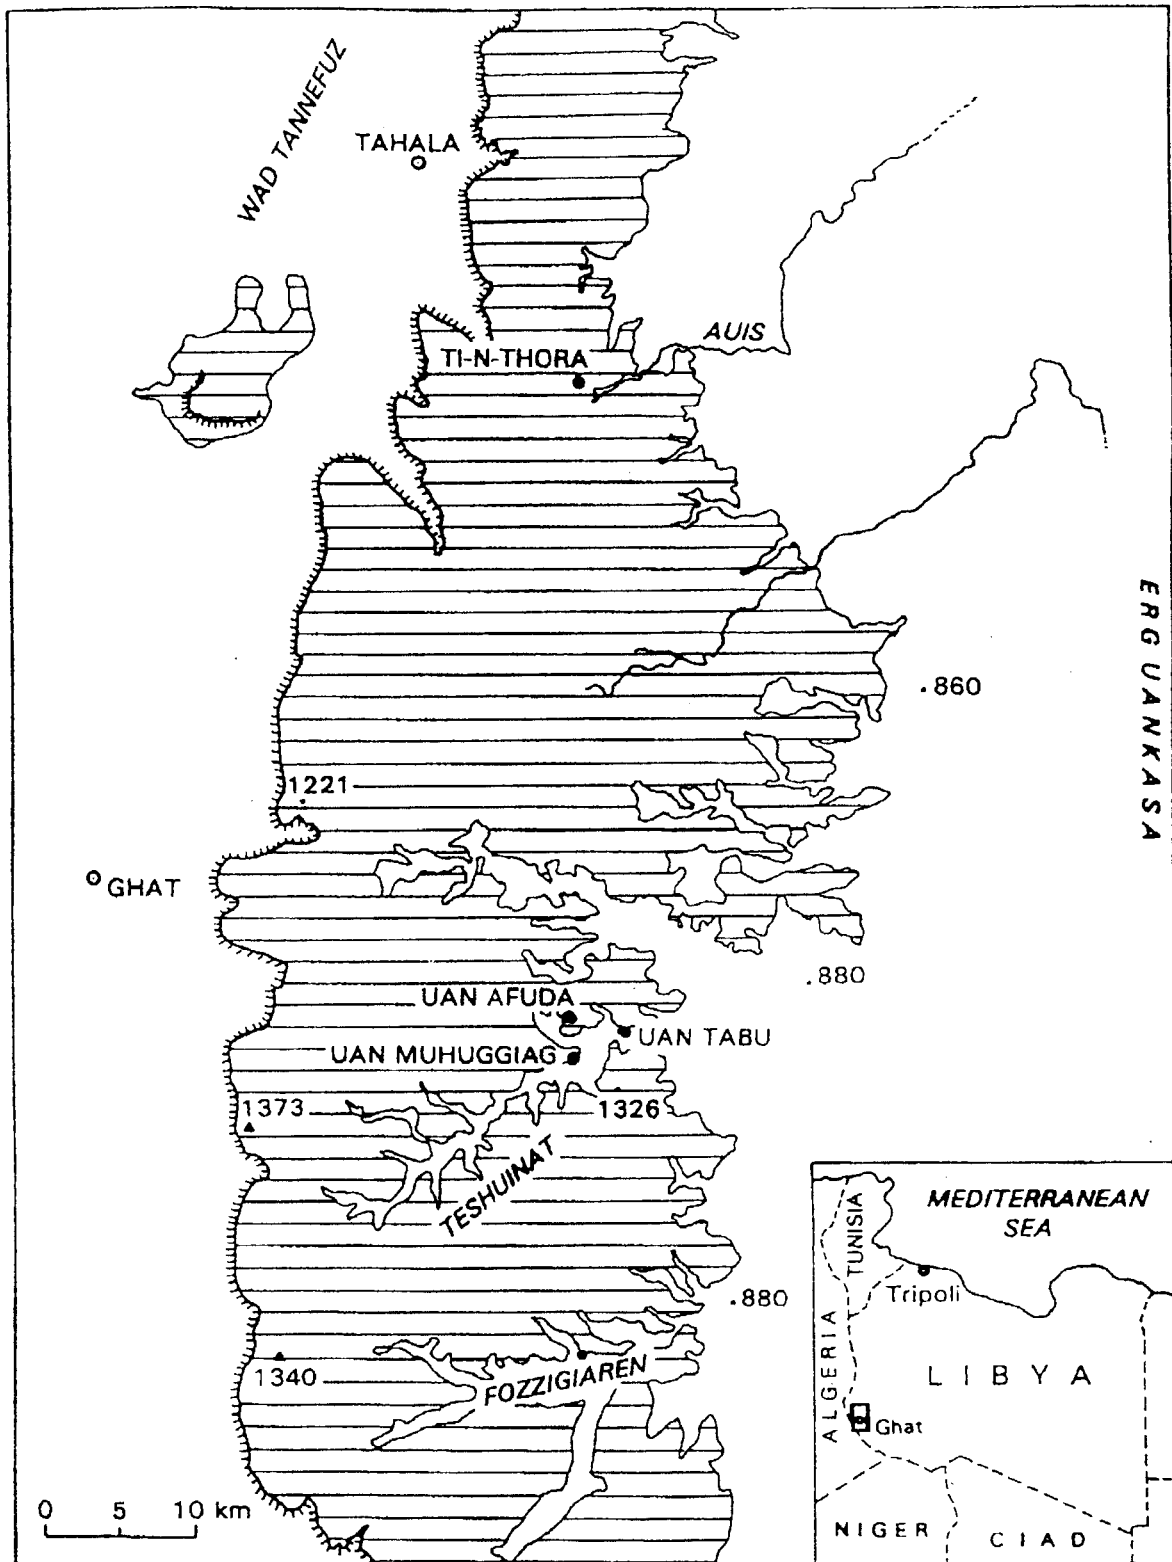 WAD TANNEFUZ
TAHALA
AUIS
TI-N-THORA
ERG UANKASA
.860
1221
GHAT
.880
UAN AFUDA
UAN TABU
UAN MUHUGGIAG
1373
1326
TESHUINAT
.880
1340
FOZZIGIAREN
0 5 10 km
MEDITERRANEAN
SEA
TUNISIA
Tripoli
ALGERIA
LIBYA
Ghat
NIGER
CIAD